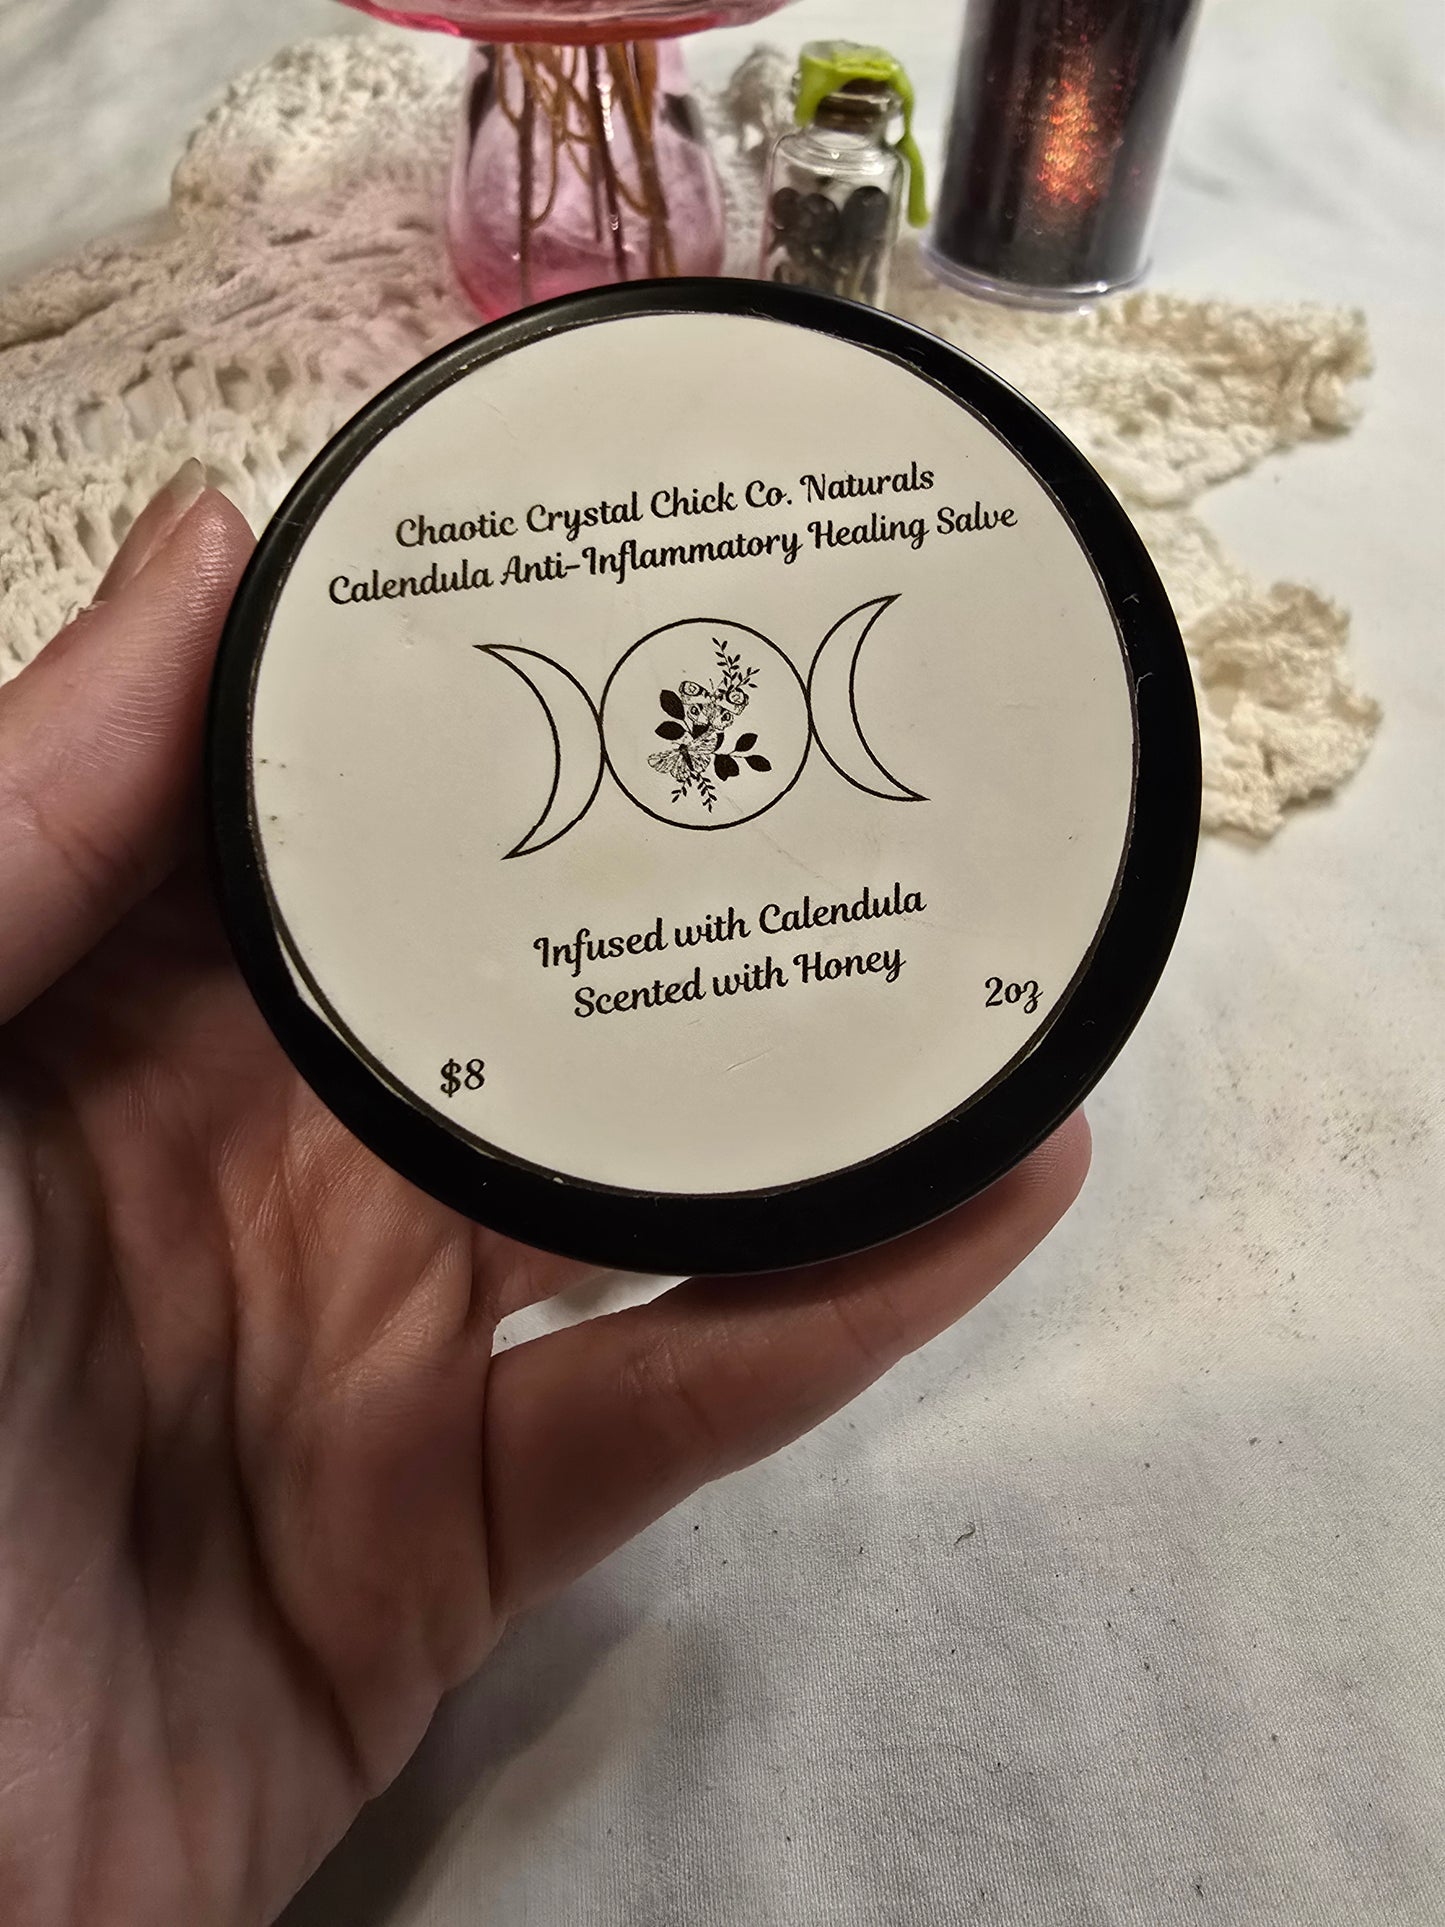 Chaotic Crystal Chick Co. Naturals
Calendula Anti-Inflammatory Healing Salve
Infused with Calendula
Scented with Honey
2oz
$8